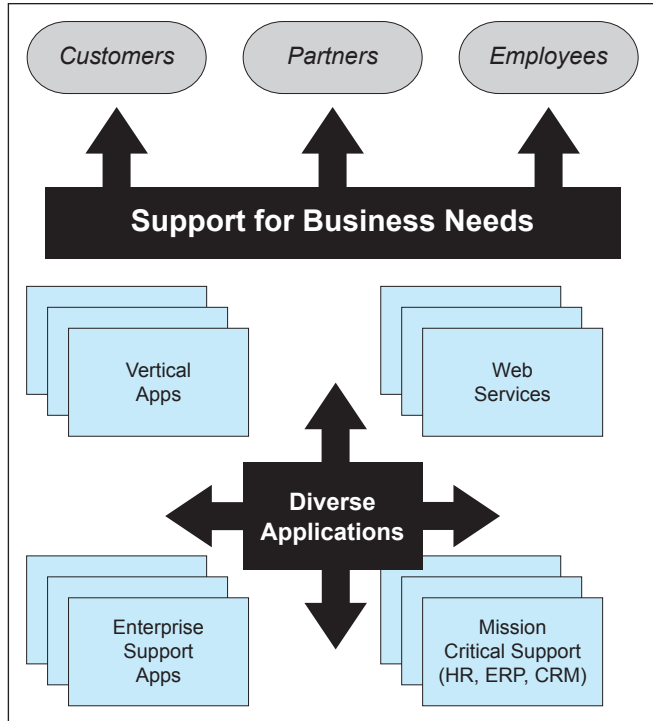 Customers
Partners
Employees
Support for Business Needs
Vertical
Apps
Web
Services
Diverse
Applications
Enterprise
Support
Apps
Mission
Critical Support
(HR, ERP, CRM)